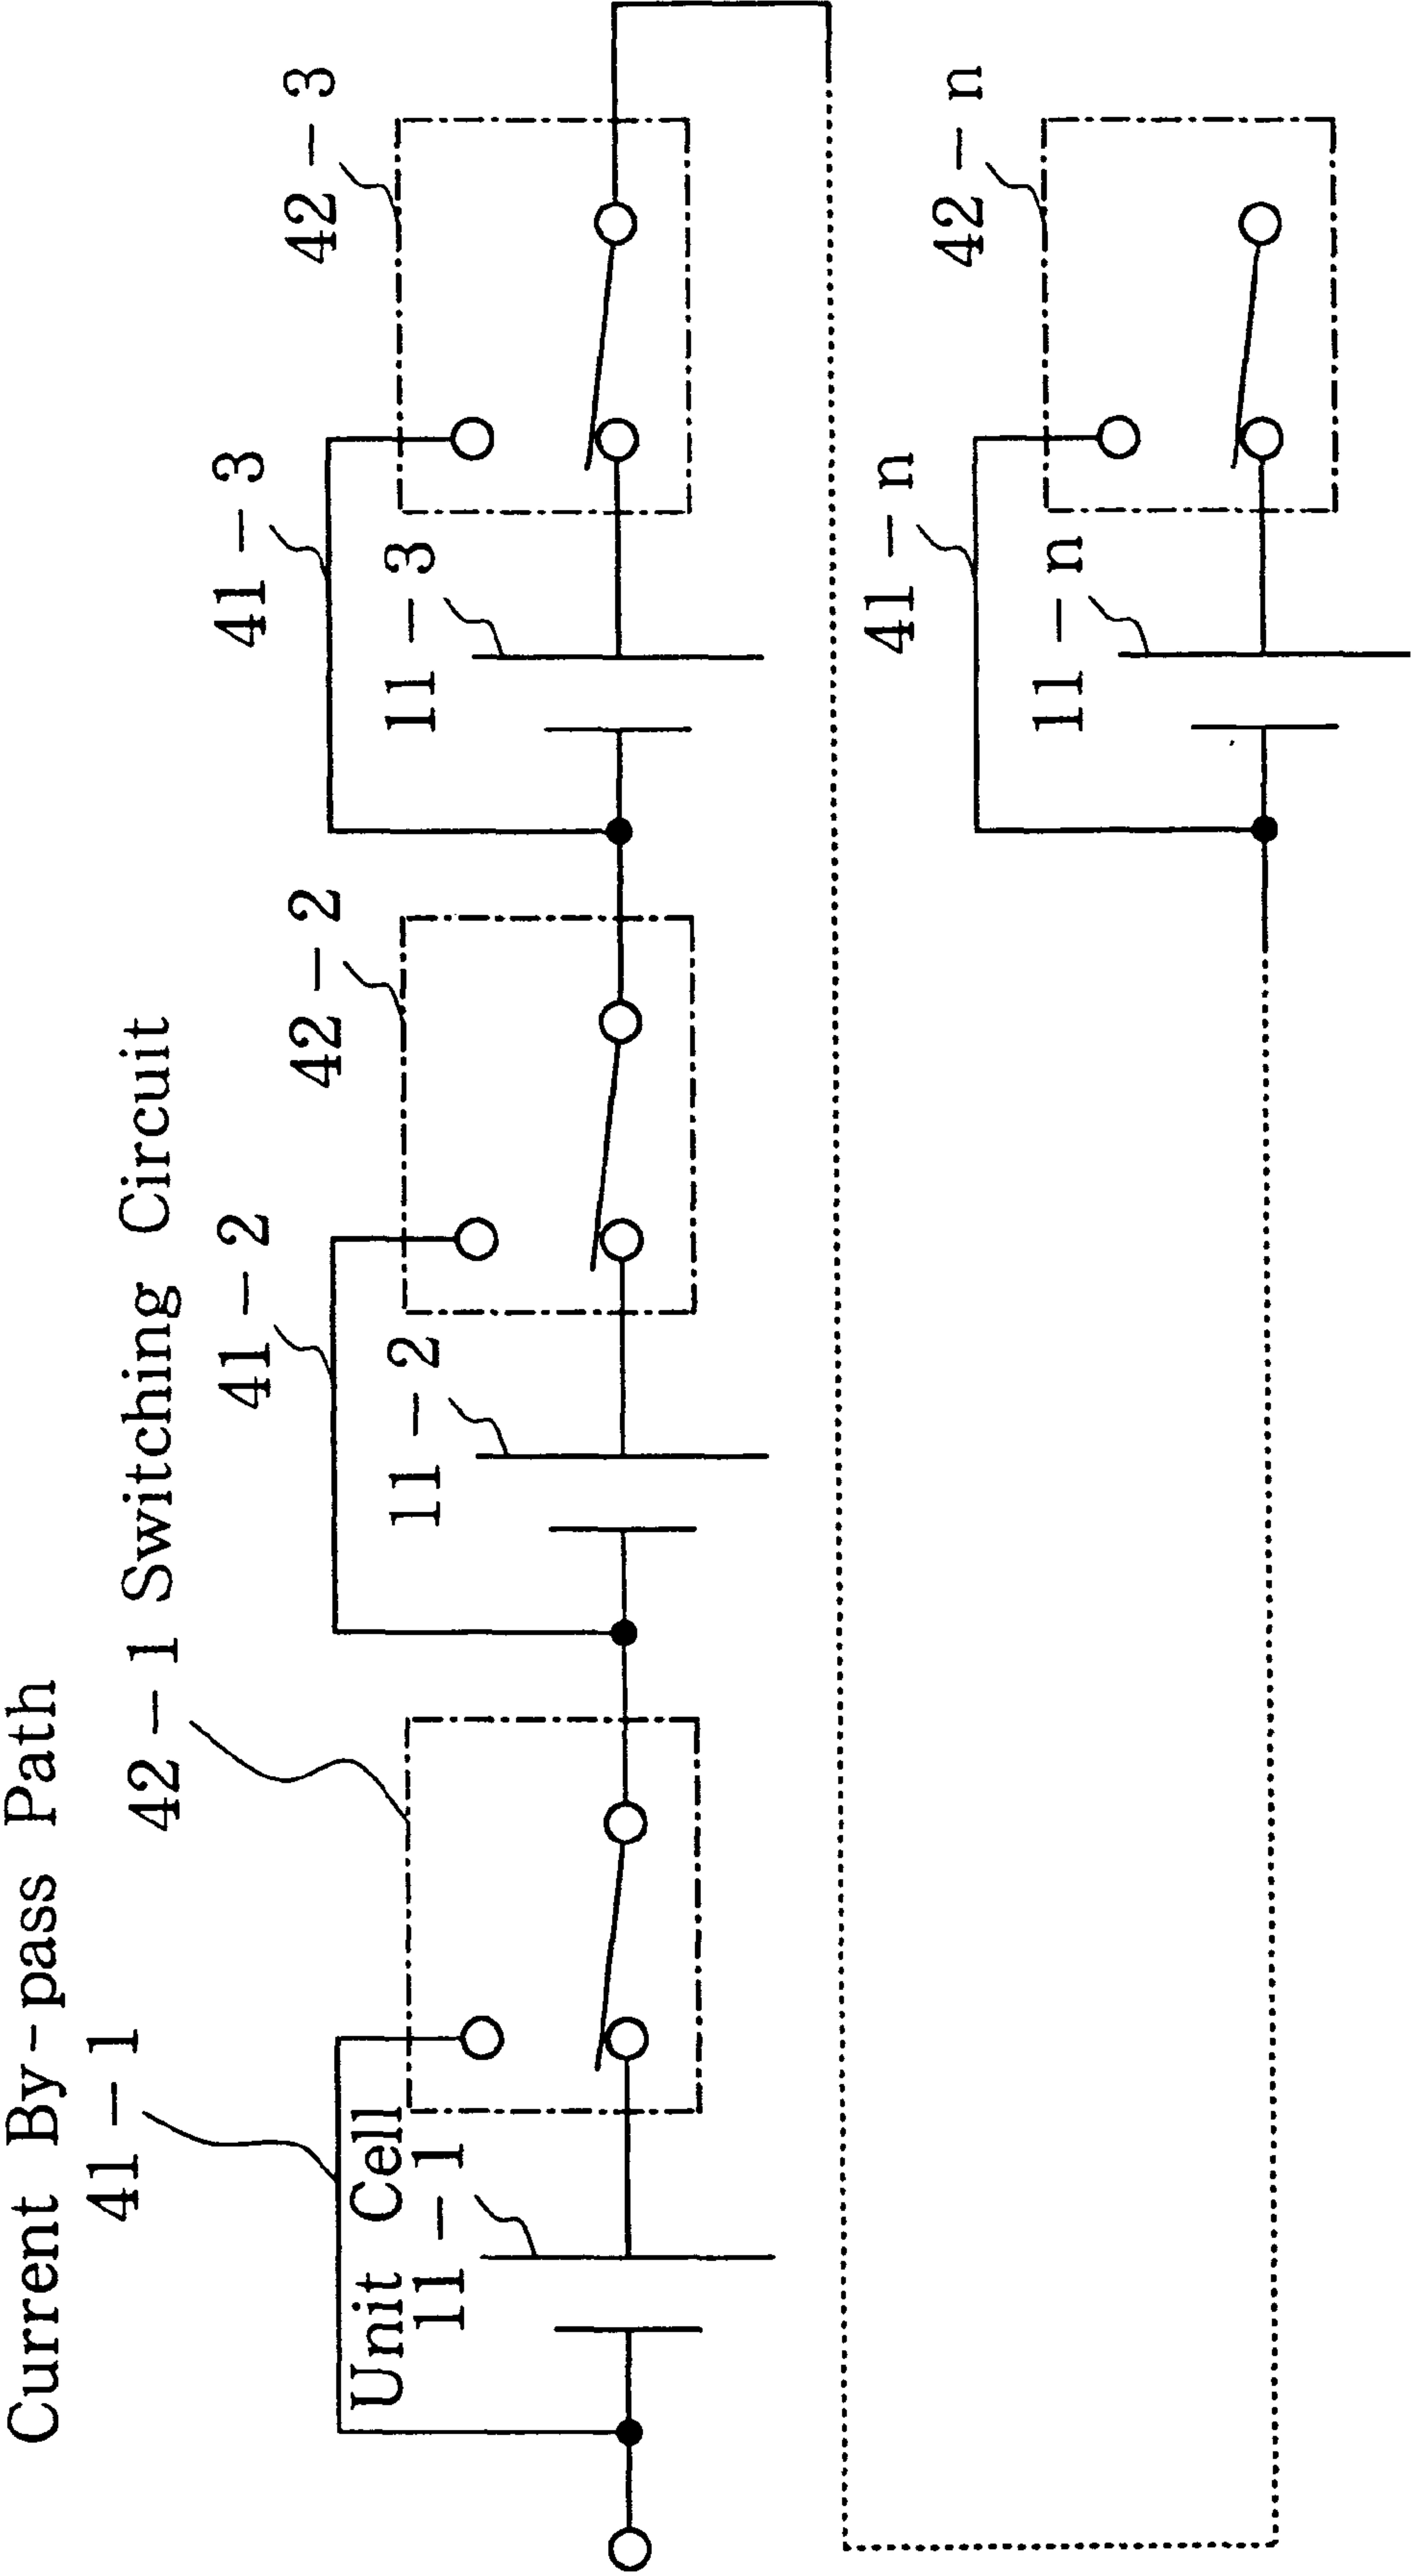 Current By-pass Path
41-1
42-1 Switching Circuit
Unit Cell
11-1
41-2
42-2
11-2
41-3
42-3
11-3
41-n
42-n
11-n